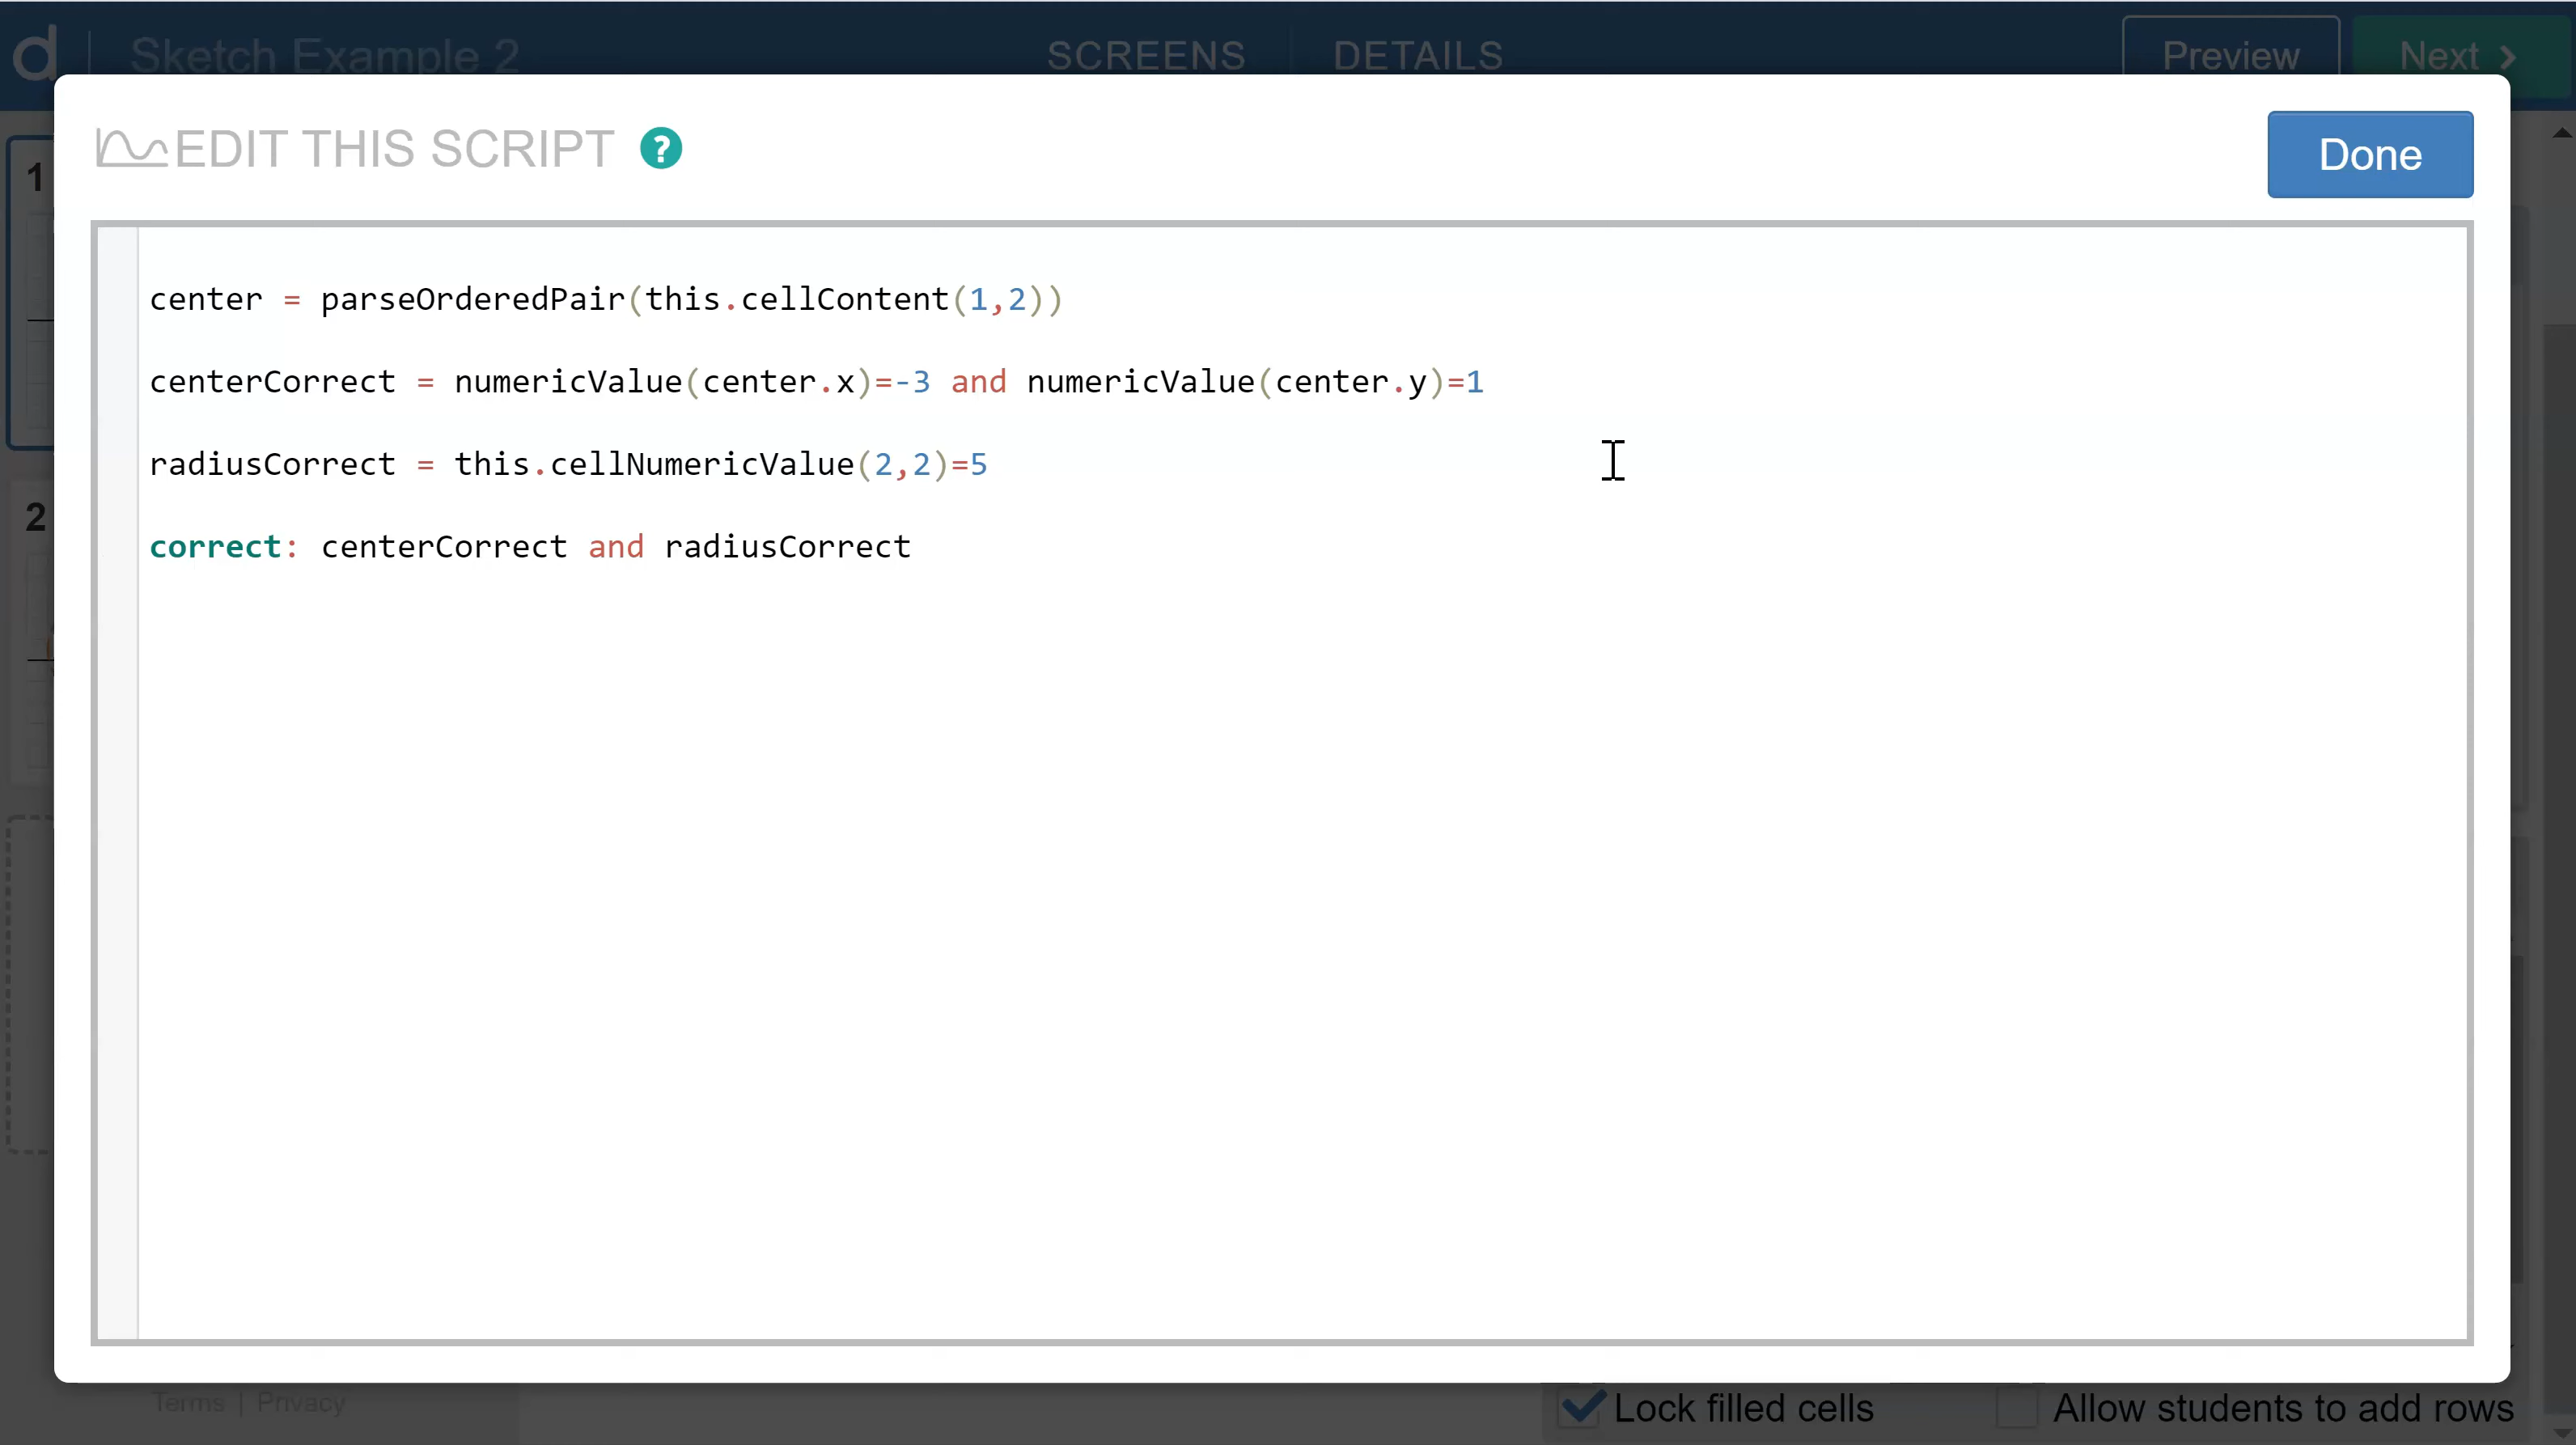 d Sketch Example 2 SCREENS DETAILS Preview Next >
EDIT THIS SCRIPT ?
Done
1
2
center = parseOrderedPair(this.cellContent(1,2))
centerCorrect = numericValue(center.x)=-3 and numericValue(center.y)=1
radiusCorrect = this.cellNumericValue(2,2)=5
correct: centerCorrect and radiusCorrect
Terms | Privacy
Lock filled cells
Allow students to add rows